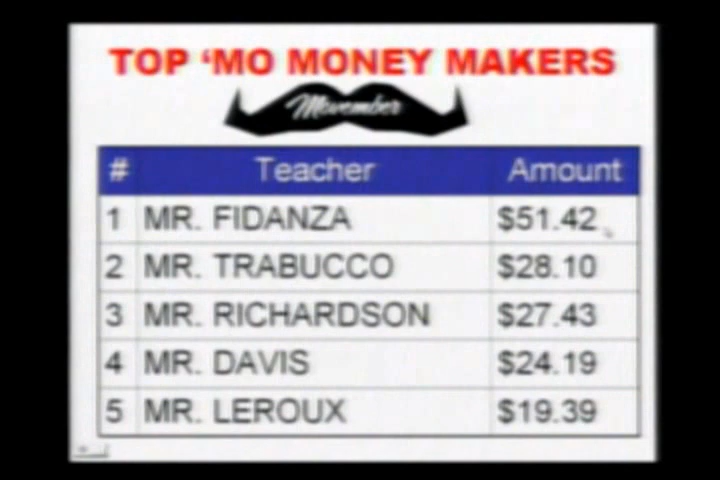 TOP ‘MO MONEY MAKERS
Movember
# Teacher Amount
1 MR. FIDANZA $51.42
2 MR. TRABUCCO $28.10
3 MR. RICHARDSON $27.43
4 MR. DAVIS $24.19
5 MR. LEROUX $19.39